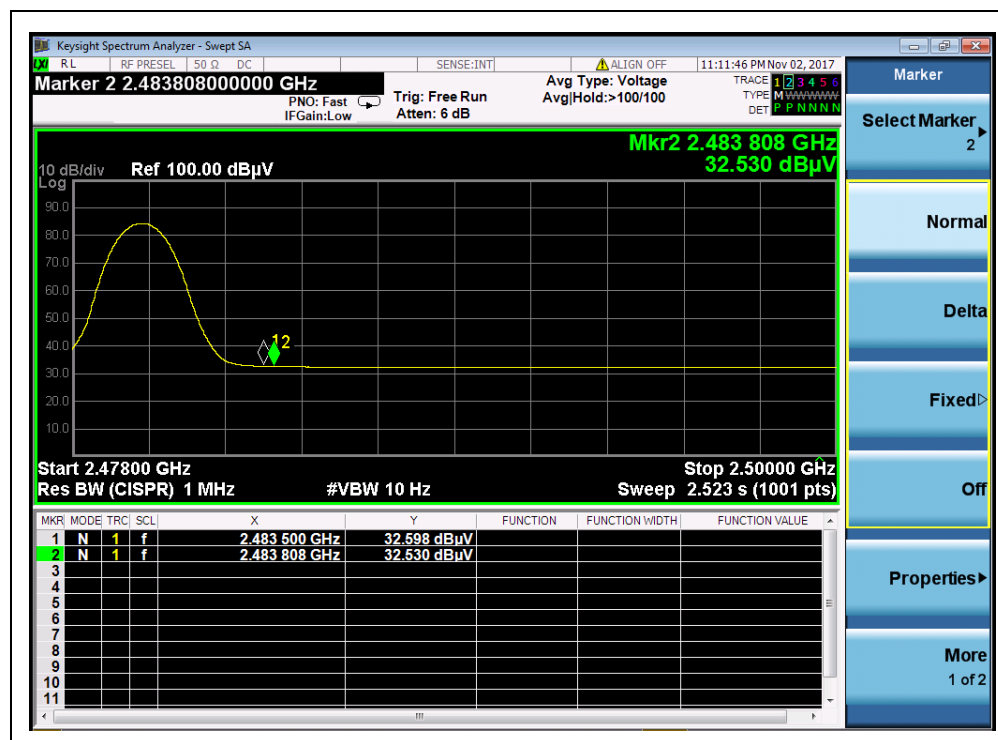 Keysight Spectrum Analyzer - Swept SA
LXI RL RF PRESEL 50 Ω DC SENSE:INT ALIGN OFF 11:11:46 PM Nov 02, 2017
Marker 2 2.483808000000 GHz
PNO: Fast
IFGain:Low
Trig: Free Run
Atten: 6 dB
Avg Type: Voltage
Avg|Hold:>100/100
TRACE 1 2 3 4 5 6
TYPE M WWWWW
DET P P N N N N
Mkr2 2.483 808 GHz
32.530 dBµV
10 dB/div Ref 100.00 dBµV
Log
90.0
80.0
70.0
60.0
50.0
40.0
30.0
20.0
10.0
1 2
Start 2.47800 GHz Stop 2.50000 GHz
Res BW (CISPR) 1 MHz #VBW 10 Hz Sweep 2.523 s (1001 pts)
MKR MODE TRC SCL X Y FUNCTION FUNCTION WIDTH FUNCTION VALUE
1 N 1 f 2.483 500 GHz 32.598 dBµV
2 N 1 f 2.483 808 GHz 32.530 dBµV
3
4
5
6
7
8
9
10
11
Marker
Select Marker
2
Normal
Delta
Fixed
Off
Properties
More
1 of 2